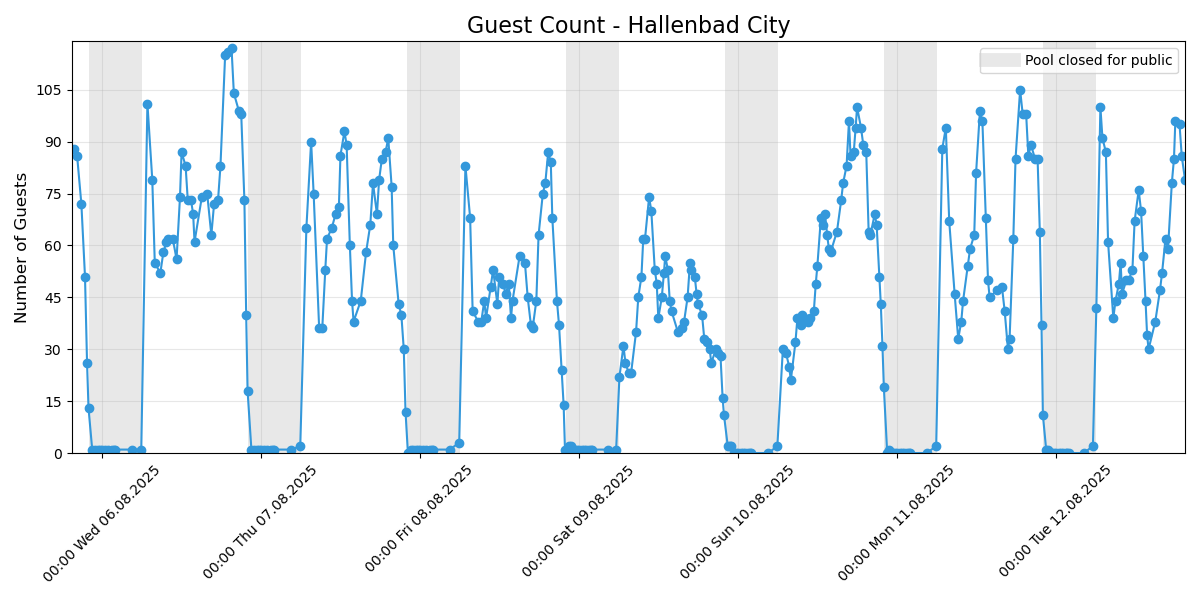 Guest Count - Hallenbad City
Pool closed for public
Number of Guests
105
90
75
60
45
30
15
0
00:00 Wed 06.08.2025
00:00 Thu 07.08.2025
00:00 Fri 08.08.2025
00:00 Sat 09.08.2025
00:00 Sun 10.08.2025
00:00 Mon 11.08.2025
00:00 Tue 12.08.2025